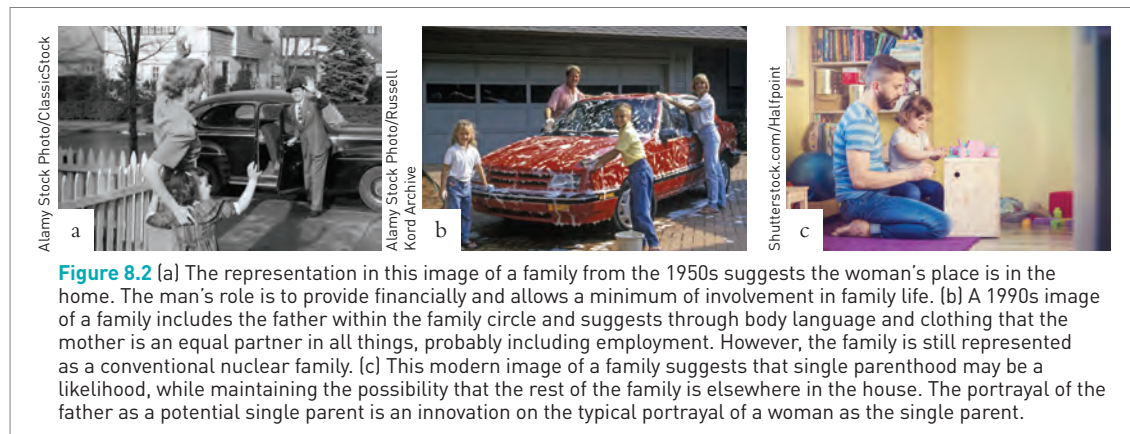 Alamy Stock Photo/ClassicStock
a
Alamy Stock Photo/Russell
Kord Archive
b
Shutterstock.com/Halfpoint
c
Figure 8.2 (a) The representation in this image of a family from the 1950s suggests the woman’s place is in the
home. The man’s role is to provide financially and allows a minimum of involvement in family life. (b) A 1990s image
of a family includes the father within the family circle and suggests through body language and clothing that the
mother is an equal partner in all things, probably including employment. However, the family is still represented
as a conventional nuclear family. (c) This modern image of a family suggests that single parenthood may be a
likelihood, while maintaining the possibility that the rest of the family is elsewhere in the house. The portrayal of the
father as a potential single parent is an innovation on the typical portrayal of a woman as the single parent.